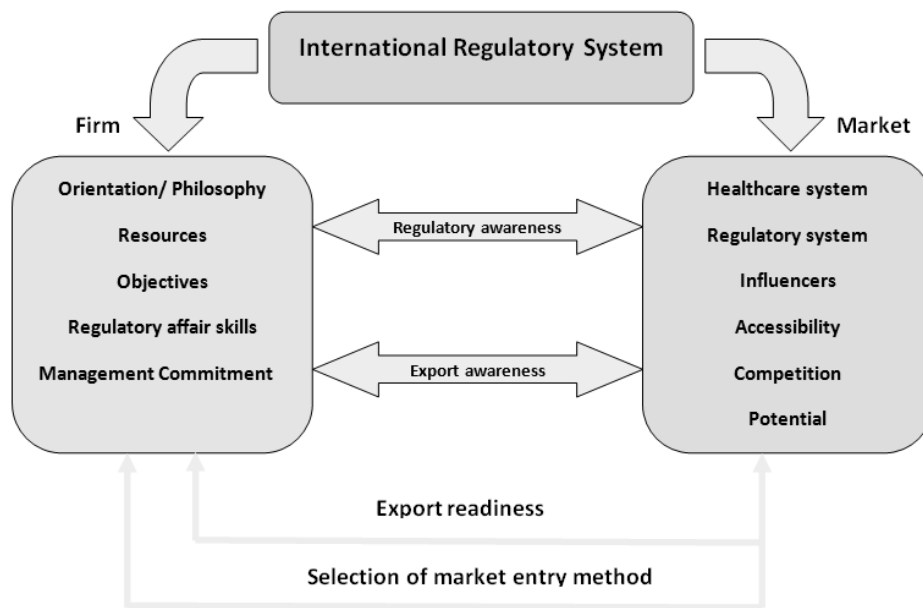 International Regulatory System
Firm
Market
Orientation/ Philosophy
Resources
Objectives
Regulatory affair skills
Management Commitment
Regulatory awareness
Export awareness
Healthcare system
Regulatory system
Influencers
Accessibility
Competition
Potential
Export readiness
Selection of market entry method